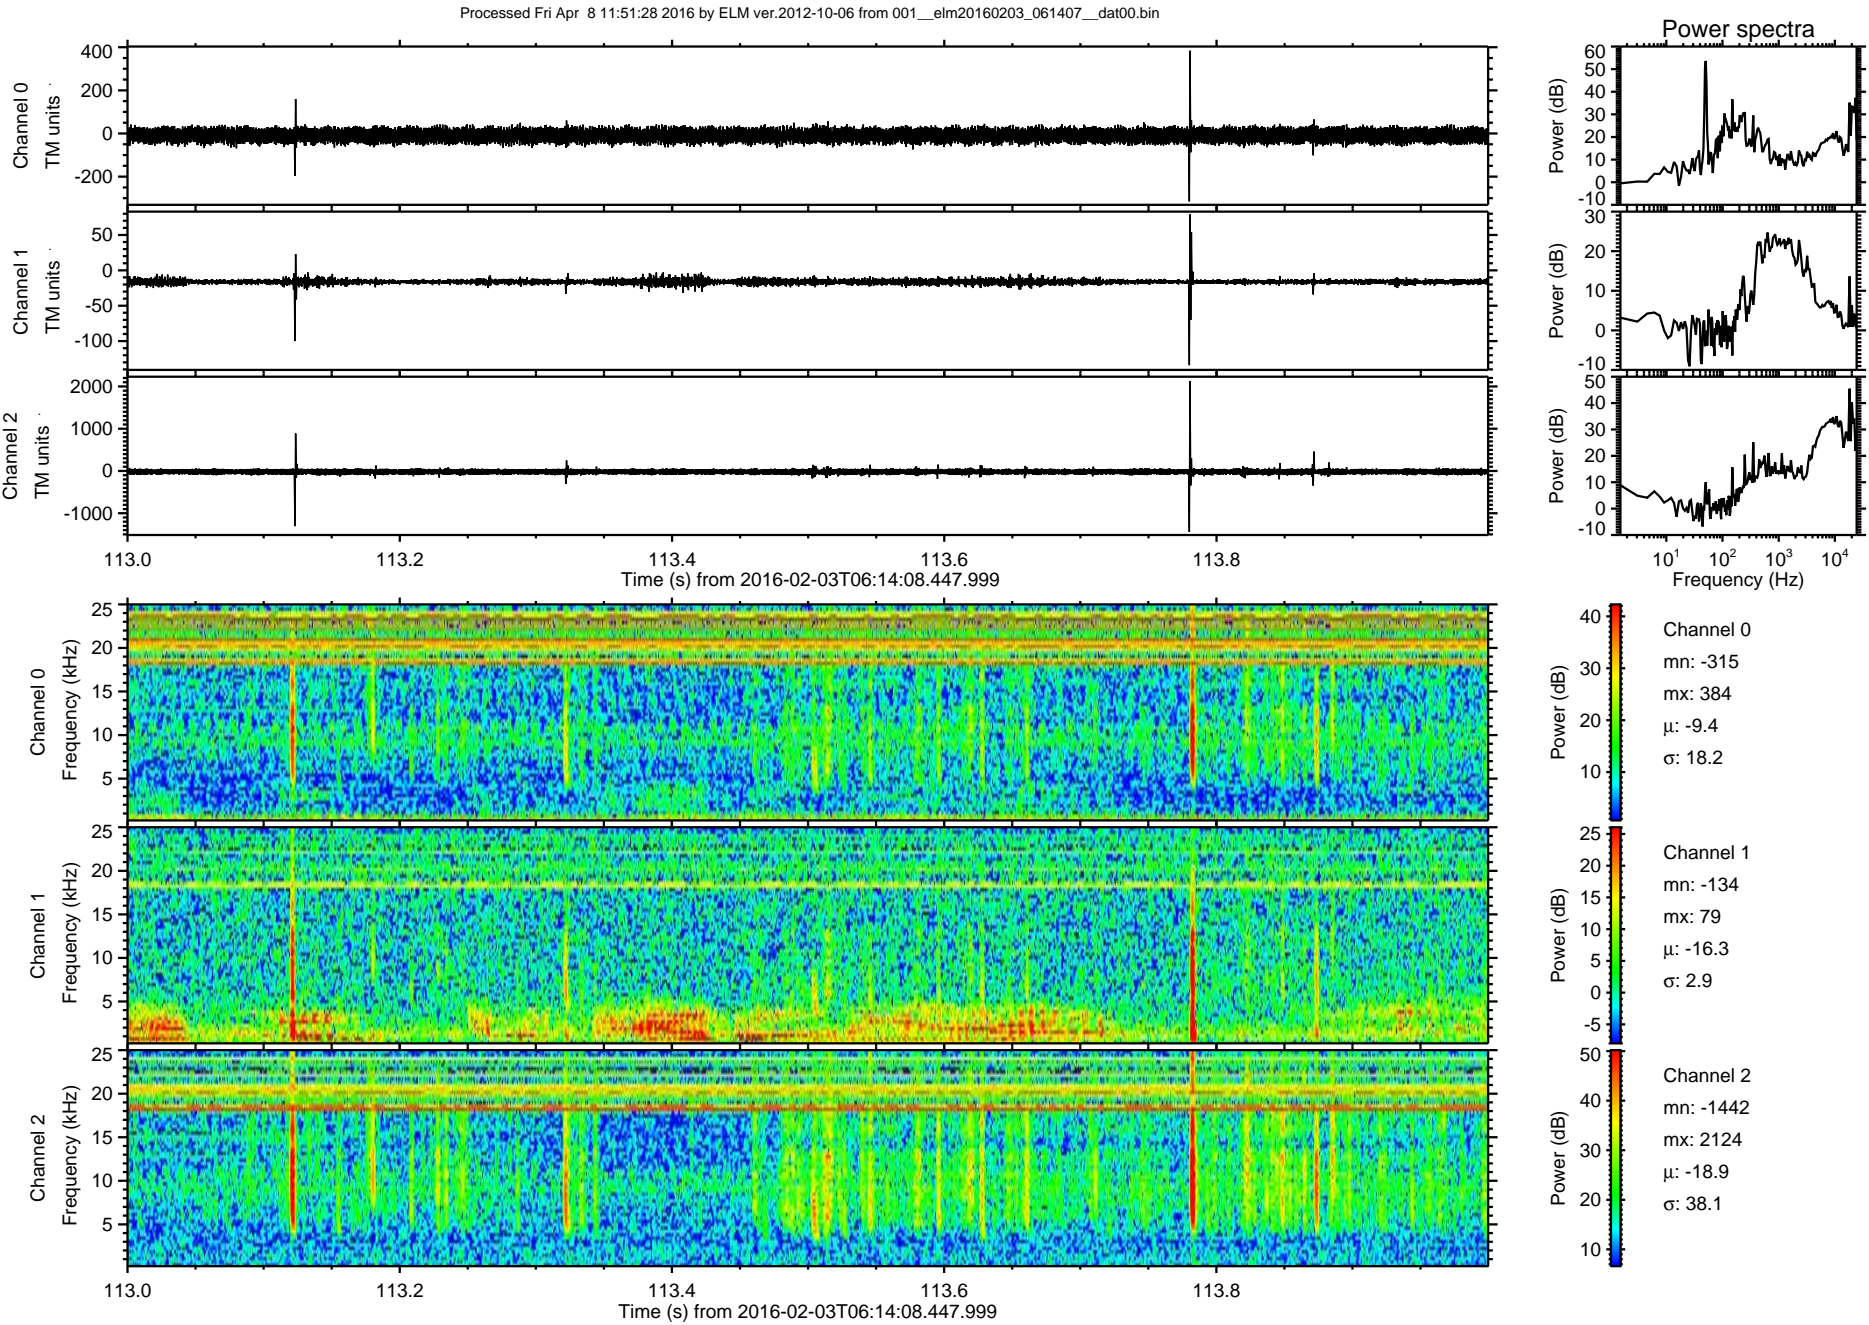 Processed Fri Apr  8 11:51:28 2016 by ELM ver.2012-10-06 from 001__elm20160203_061407__dat00.bin
Power spectra
Channel 0
TM units
400
200
0
-200
Power (dB)
60
50
40
30
20
10
0
-10
Channel 1
TM units
50
0
-50
-100
Power (dB)
30
20
10
0
-10
Channel 2
TM units
2000
1000
0
-1000
Power (dB)
50
40
30
20
10
0
-10
113.0 113.2 113.4 113.6 113.8
Time (s) from 2016-02-03T06:14:08.447.999
10^1 10^2 10^3 10^4
Frequency (Hz)
Channel 0
Frequency (kHz)
25
20
15
10
5
Power (dB)
40
30
20
10
Channel 0
mn: -315
mx: 384
μ: -9.4
σ: 18.2
Channel 1
Frequency (kHz)
25
20
15
10
5
Power (dB)
25
20
15
10
5
0
-5
Channel 1
mn: -134
mx: 79
μ: -16.3
σ: 2.9
Channel 2
Frequency (kHz)
25
20
15
10
5
Power (dB)
50
40
30
20
10
Channel 2
mn: -1442
mx: 2124
μ: -18.9
σ: 38.1
113.0 113.2 113.4 113.6 113.8
Time (s) from 2016-02-03T06:14:08.447.999